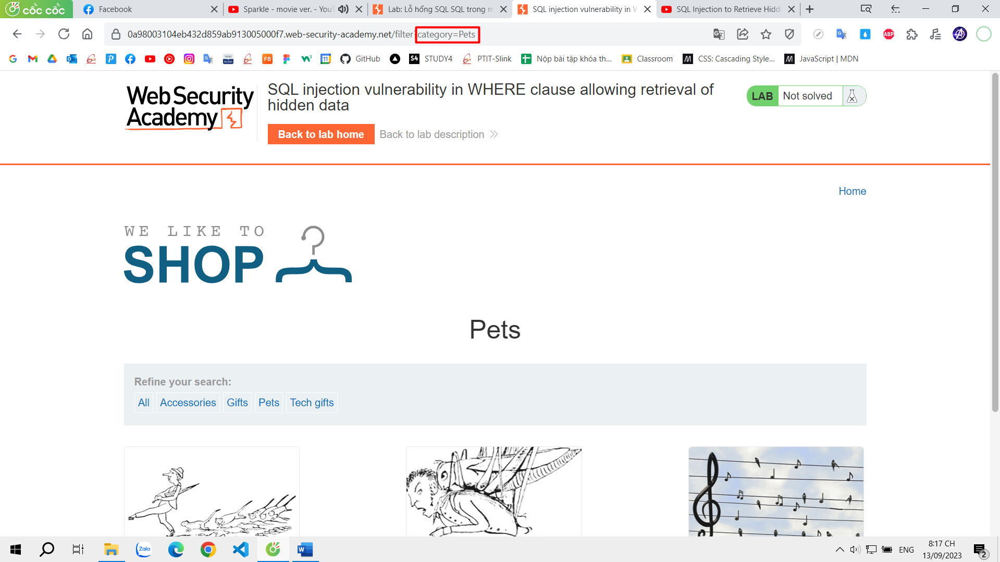 cốc cốc
Facebook
Sparkle - movie ver. - YouT
Lab: Lỗ hổng SQL SQL trong m
SQL injection vulnerability in W
SQL Injection to Retrieve Hidd
0a98003104eb432d859ab913005000f7.web-security-academy.net/filter?category=Pets
GitHub
STUDY4
PTIT-Slink
Nộp bài tập khóa th...
Classroom
CSS: Cascading Style...
JavaScript | MDN
Web Security
Academy
SQL injection vulnerability in WHERE clause allowing retrieval of
hidden data
LAB
Not solved
Back to lab home
Back to lab description
Home
WE LIKE TO
SHOP
Pets
Refine your search:
All
Accessories
Gifts
Pets
Tech gifts
Zalo
ENG
8:17 CH
13/09/2023
2